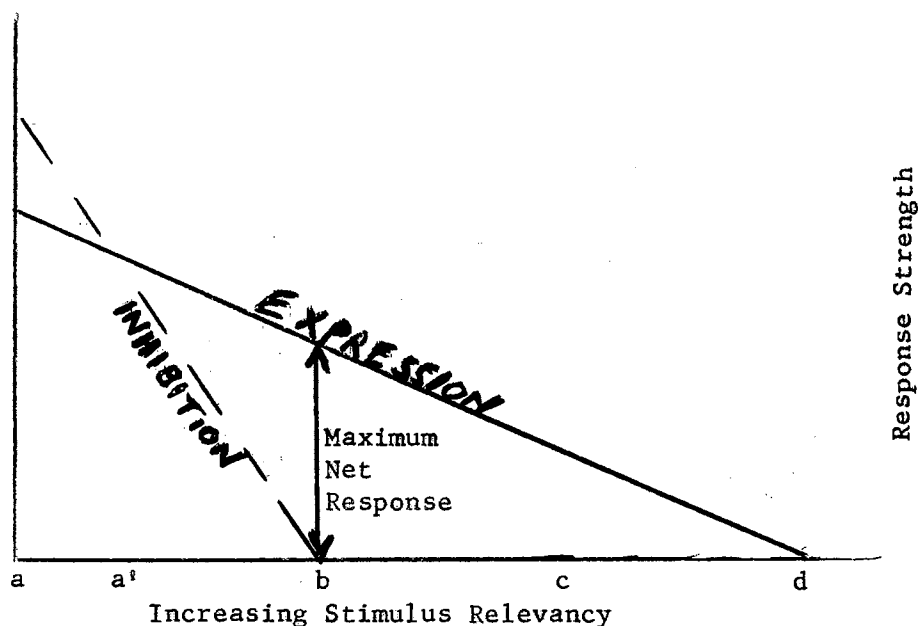 EXPRESSION
INHIBITION
Maximum
Net
Response
Response Strength
a a' b c d
Increasing Stimulus Relevancy